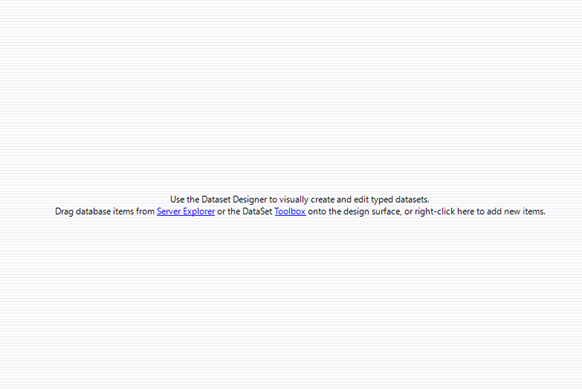 Use the Dataset Designer to visually create and edit typed datasets.
Drag database items from Server Explorer or the DataSet Toolbox onto the design surface, or right-click here to add new items.